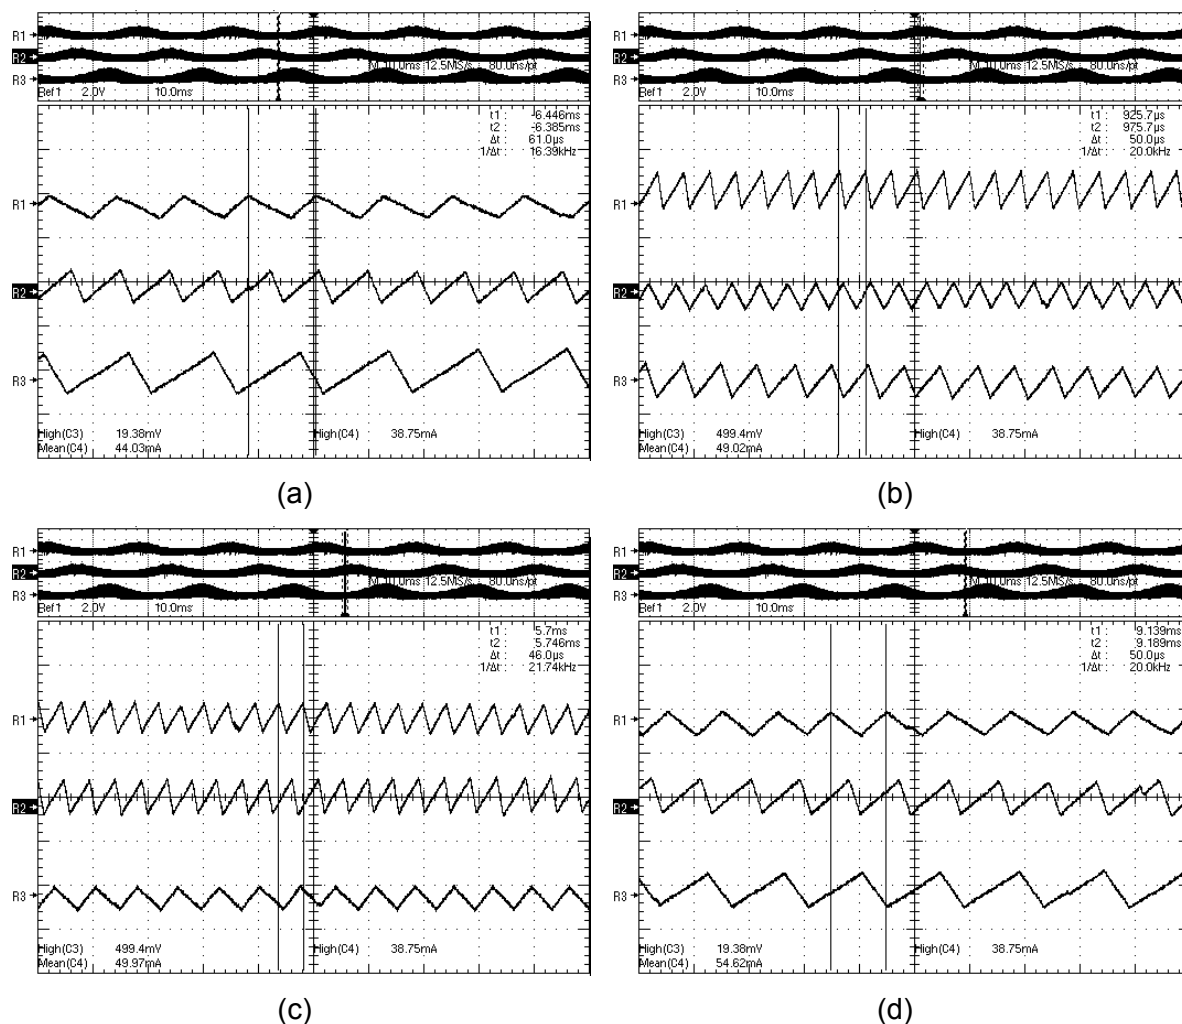 R1
R2
R3
M 10.0ms 12.5MS/s 80.0ns/pt
Ref1 2.0V 10.0ms
t1 : -6.446ms
t2 : -6.385ms
Δt : 61.0µs
1/Δt : 16.39kHz
R1
R2
R3
High(C3) 19.38mV High(C4) 38.75mA
Mean(C4) 44.03mA
(a)
R1
R2
R3
M 10.0ms 12.5MS/s 80.0ns/pt
Ref1 2.0V 10.0ms
t1 : 925.7µs
t2 : 975.7µs
Δt : 50.0µs
1/Δt : 20.0kHz
R1
R2
R3
High(C3) 499.4mV High(C4) 38.75mA
Mean(C4) 49.02mA
(b)
R1
R2
R3
M 10.0ms 12.5MS/s 80.0ns/pt
Ref1 2.0V 10.0ms
t1 : 5.7ms
t2 : 5.746ms
Δt : 46.0µs
1/Δt : 21.74kHz
R1
R2
R3
High(C3) 499.4mV High(C4) 38.75mA
Mean(C4) 49.97mA
(c)
R1
R2
R3
M 10.0ms 12.5MS/s 80.0ns/pt
Ref1 2.0V 10.0ms
t1 : 9.139ms
t2 : 9.189ms
Δt : 50.0µs
1/Δt : 20.0kHz
R1
R2
R3
High(C3) 19.38mV High(C4) 38.75mA
Mean(C4) 54.62mA
(d)